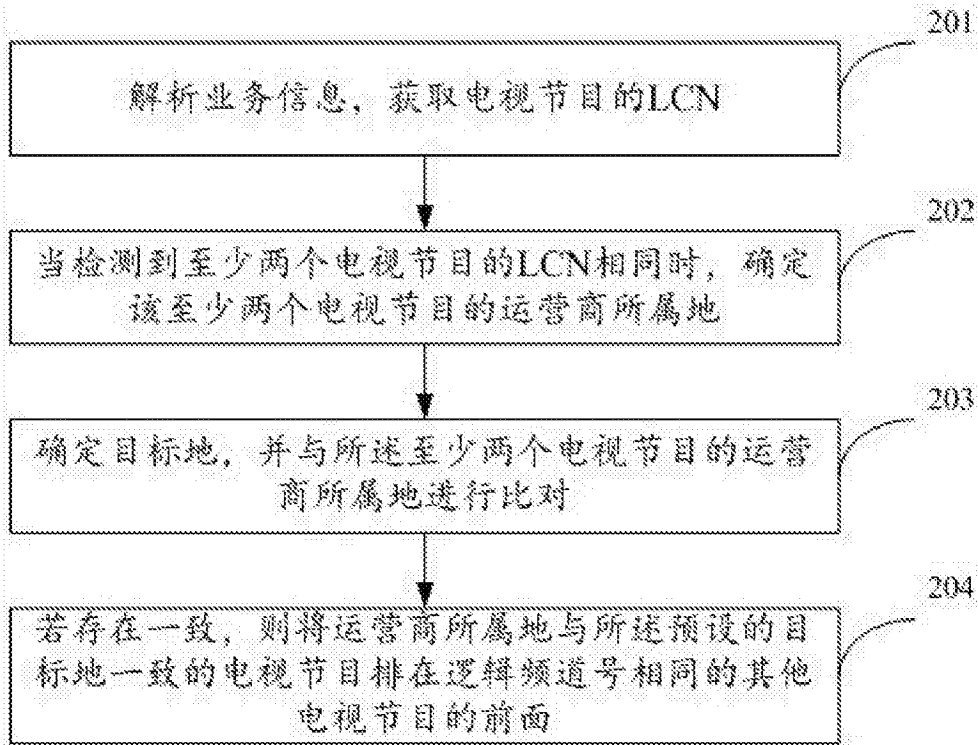 201
解析业务信息，获取电视节目的LCN
202
当检测到至少两个电视节目的LCN相同时，确定
该至少两个电视节目的运营商所属地
203
确定目标地，并与所述至少两个电视节目的运营
商所属地进行比对
204
若存在一致，则将运营商所属地与所述预设的目
标地一致的电视节目排在逻辑频道号相同的其他
电视节目的前面